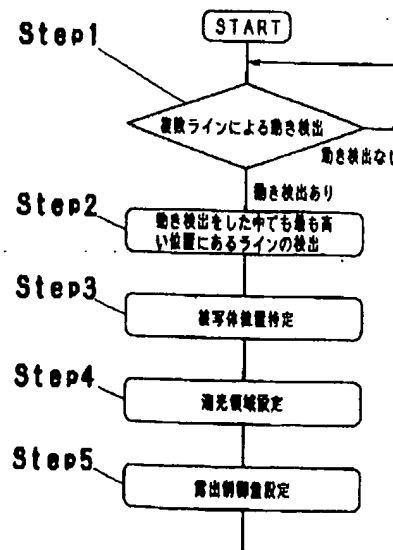 START
Step1
複数ラインによる動き検出
動き検出なし
動き検出あり
Step2
動き検出をした中でも最も高
い位置にあるラインの検出
Step3
被写体位置特定
Step4
測光領域設定
Step5
露出制御量設定